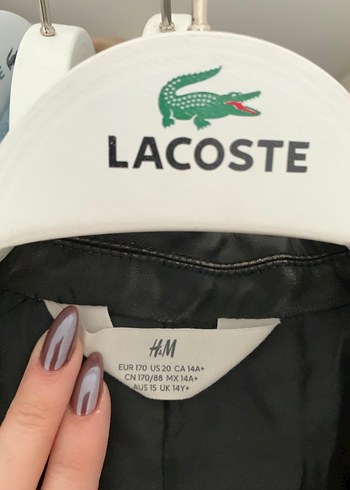 LACOSTE
H&M
EUR 170 US 20 CA 14A+
CN 170/88 MX 14A+
AUS 15 UK 14Y+